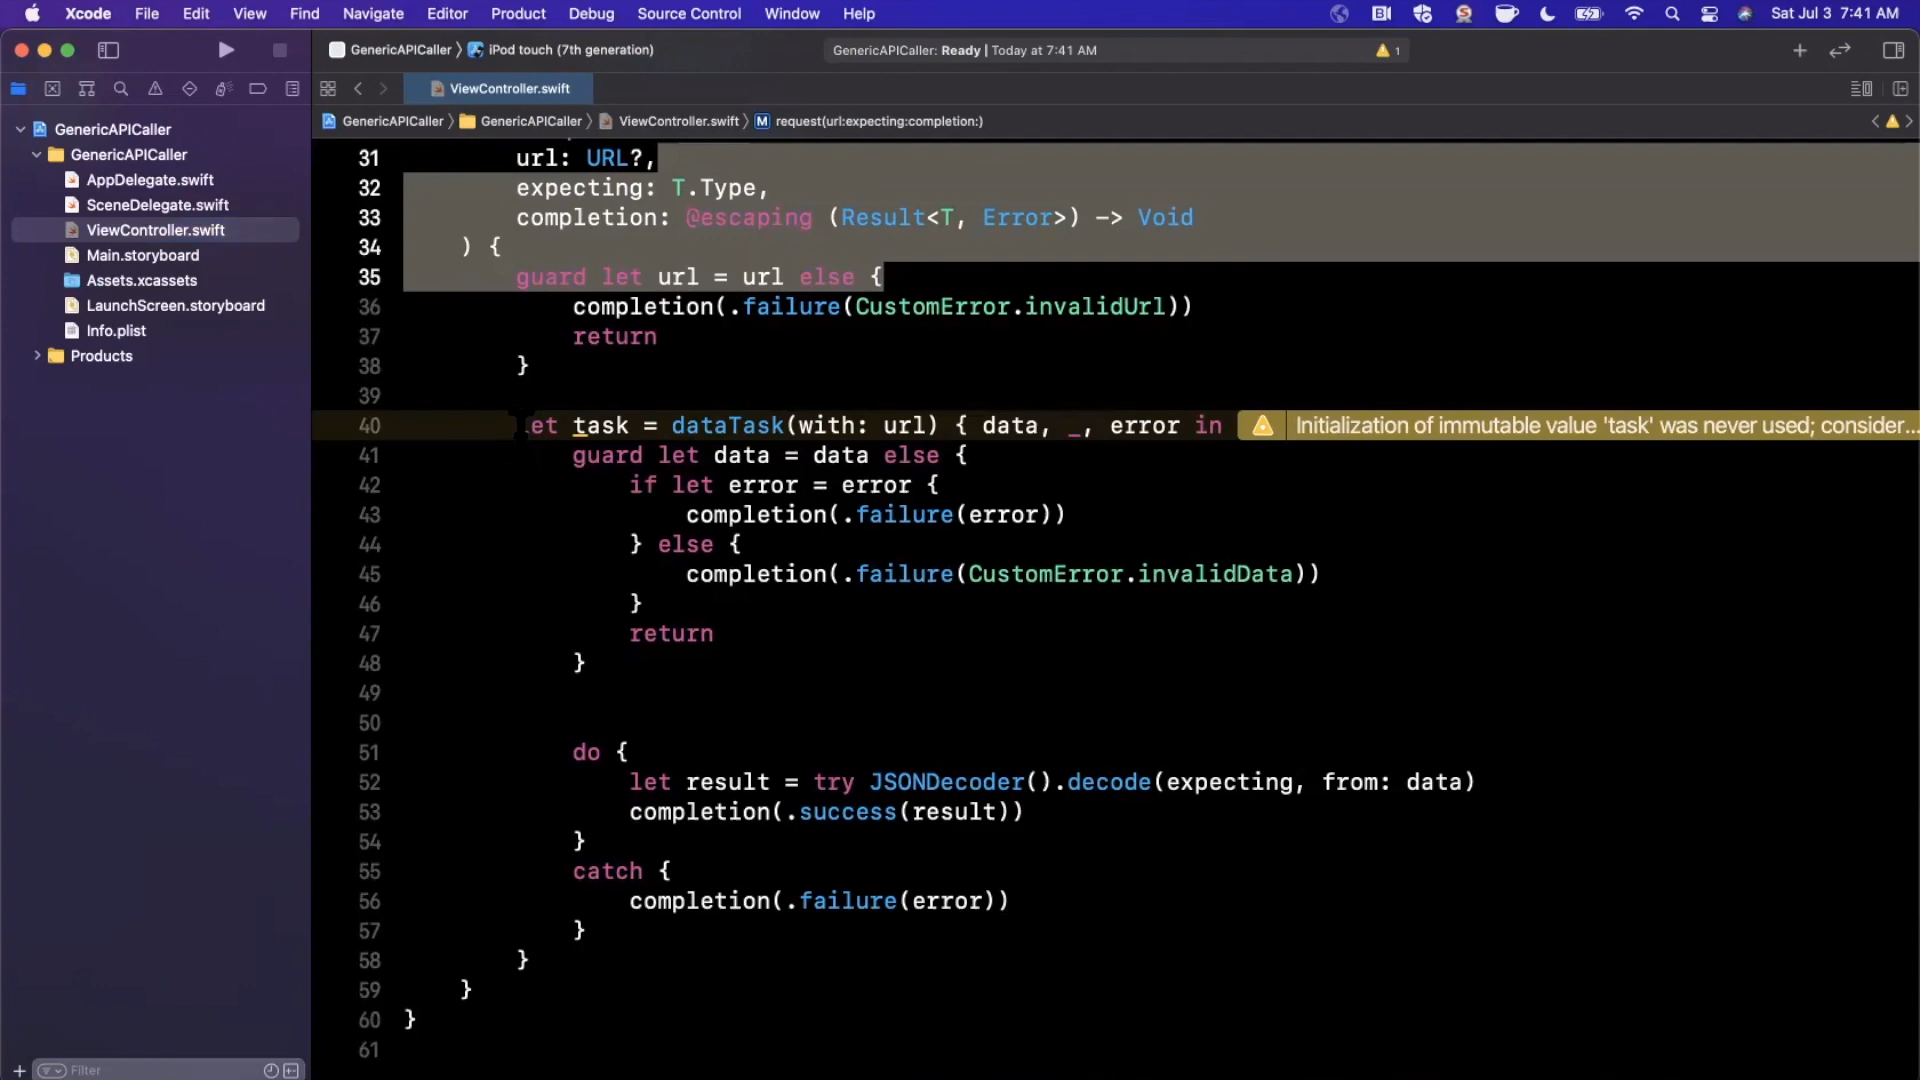 Xcode File Edit View Find Navigate Editor Product Debug Source Control Window Help Sat Jul 3 7:41 AM
GenericAPICaller iPod touch (7th generation) GenericAPICaller: Ready | Today at 7:41 AM 1
ViewController.swift
GenericAPICaller GenericAPICaller ViewController.swift M request(url:expecting:completion:)
GenericAPICaller
GenericAPICaller
AppDelegate.swift
SceneDelegate.swift
ViewController.swift
Main.storyboard
Assets.xcassets
LaunchScreen.storyboard
Info.plist
Products
Filter
31 url: URL?,
32 expecting: T.Type,
33 completion: @escaping (Result<T, Error>) -> Void
34 ) {
35 guard let url = url else {
36 completion(.failure(CustomError.invalidUrl))
37 return
38 }
39
40 let task = dataTask(with: url) { data, _, error in Initialization of immutable value 'task' was never used; consider...
41 guard let data = data else {
42 if let error = error {
43 completion(.failure(error))
44 } else {
45 completion(.failure(CustomError.invalidData))
46 }
47 return
48 }
49
50
51 do {
52 let result = try JSONDecoder().decode(expecting, from: data)
53 completion(.success(result))
54 }
55 catch {
56 completion(.failure(error))
57 }
58 }
59 }
60 }
61